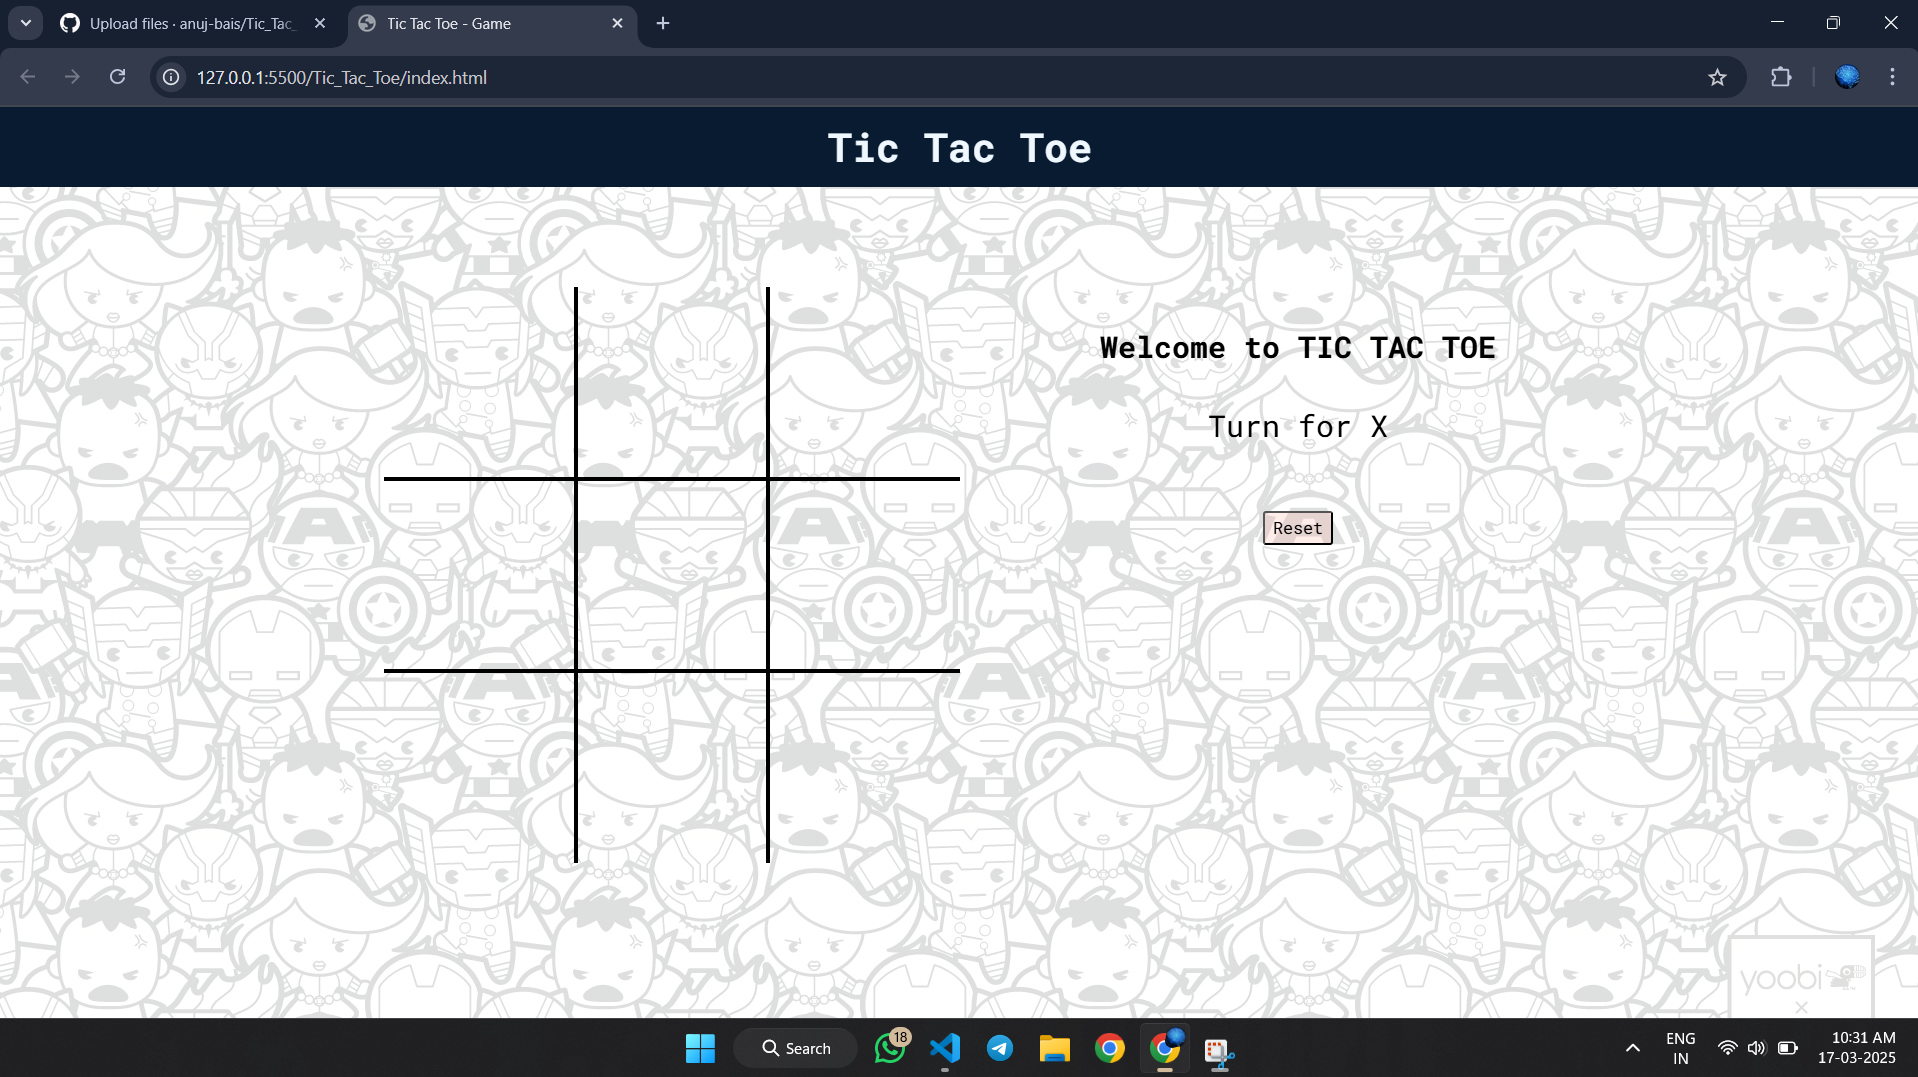 Upload files · anuj-bais/Tic_Tac_
Tic Tac Toe - Game
127.0.0.1:5500/Tic_Tac_Toe/index.html
Tic Tac Toe
Welcome to TIC TAC TOE
Turn for X
Reset
yoobi
x
Search
18
ENG
IN
10:31 AM
17-03-2025